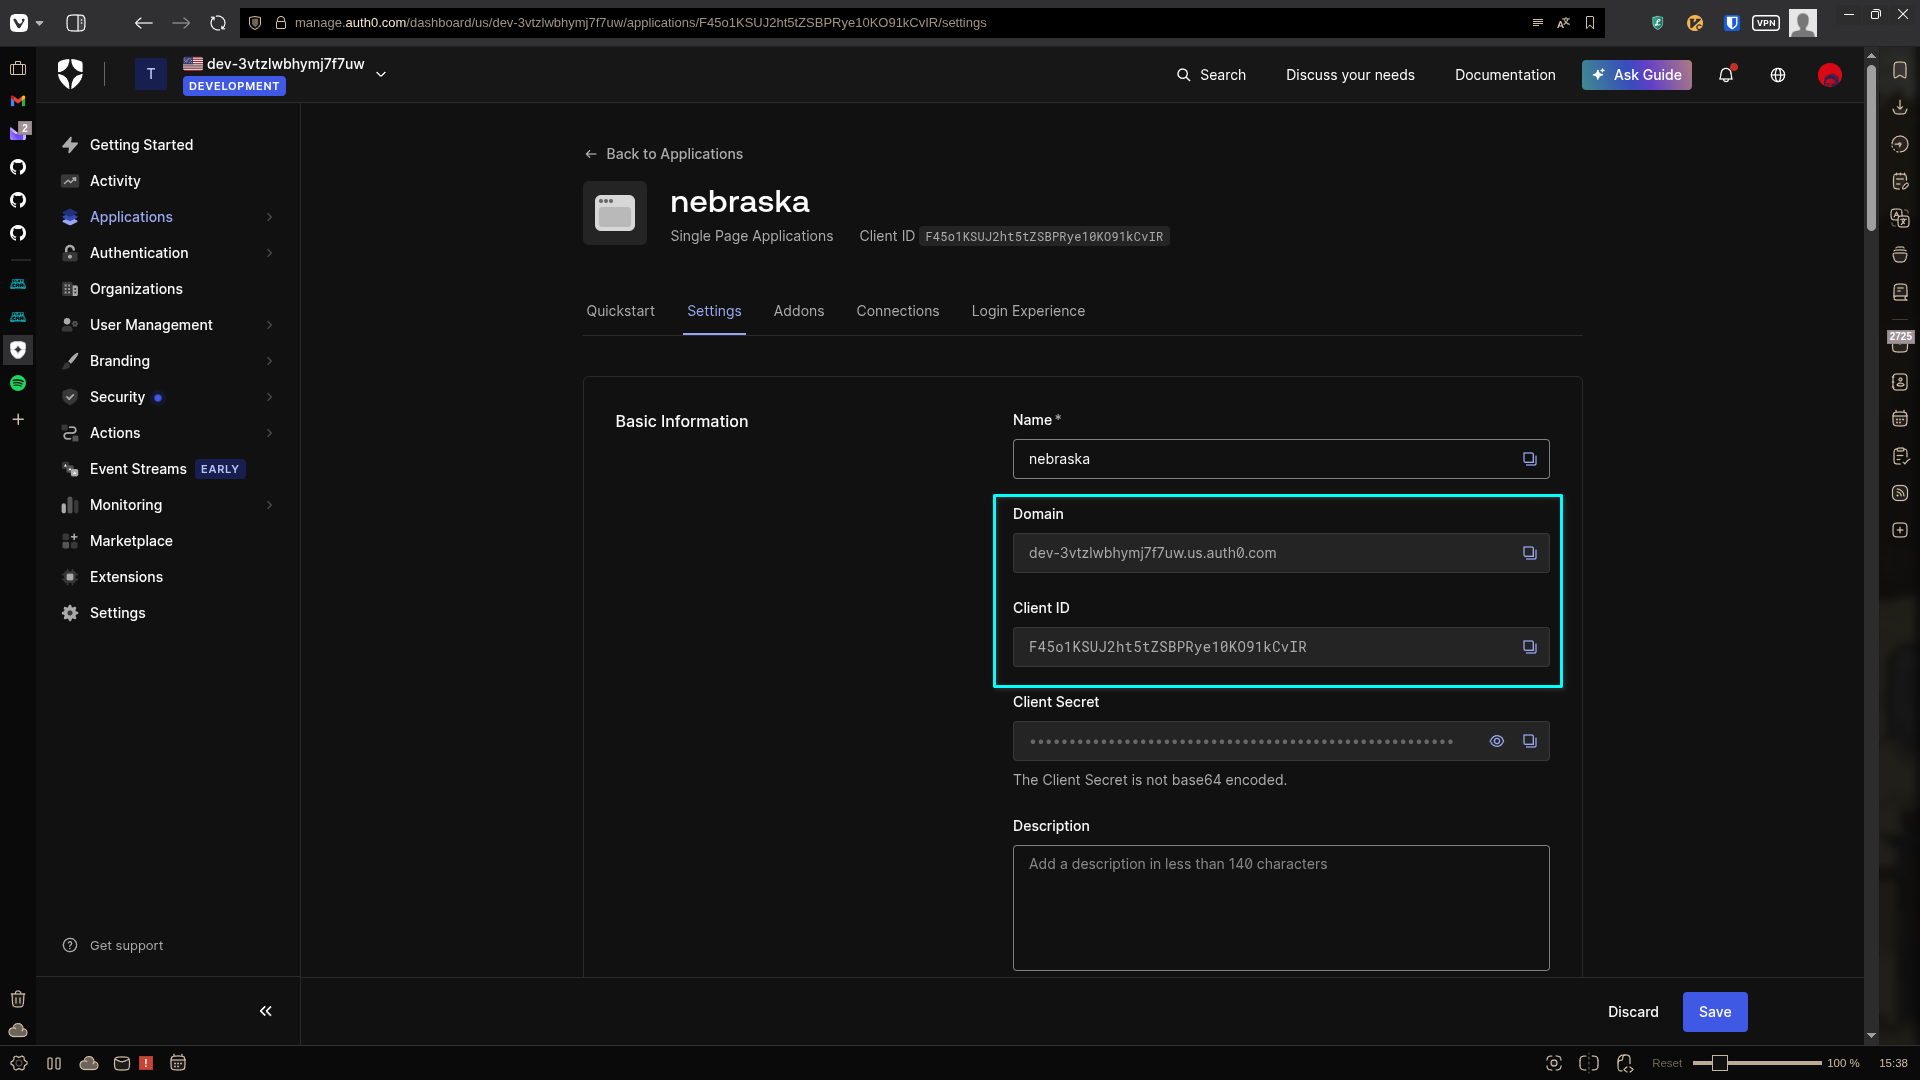 manage.auth0.com/dashboard/us/dev-3vtzlwbhymj7f7uw/applications/F45o1KSUJ2ht5tZSBPRye10KO91kCvIR/settings
VPN
T
dev-3vtzlwbhymj7f7uw
DEVELOPMENT
Search
Discuss your needs
Documentation
Ask Guide
2
Getting Started
Activity
Applications
Authentication
Organizations
User Management
Branding
Security
Actions
Event Streams EARLY
Monitoring
Marketplace
Extensions
Settings
Get support
Back to Applications
nebraska
Single Page Applications
Client ID F45o1KSUJ2ht5tZSBPRye10KO91kCvIR
Quickstart
Settings
Addons
Connections
Login Experience
Basic Information
Name *
nebraska
Domain
dev-3vtzlwbhymj7f7uw.us.auth0.com
Client ID
F45o1KSUJ2ht5tZSBPRye10KO91kCvIR
Client Secret
The Client Secret is not base64 encoded.
Description
Add a description in less than 140 characters
Discard
Save
2725
Reset
100 %
15:38